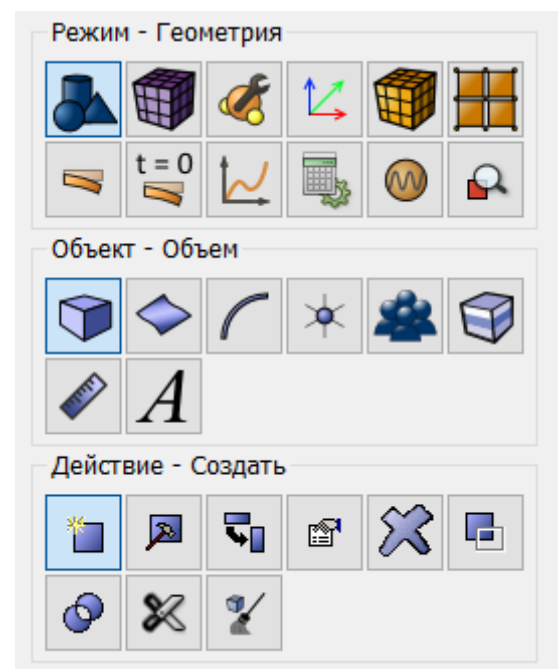 Режим - Геометрия
t = 0
Объект - Объем
A
Действие - Создать